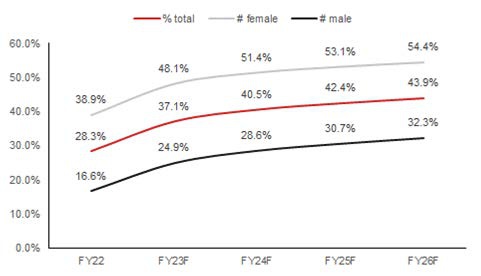 % total # female # male
60.0%
50.0%
40.0%
30.0%
20.0%
10.0%
0.0%
38.9% 48.1% 51.4% 53.1% 54.4%
28.3% 37.1% 40.5% 42.4% 43.9%
16.6% 24.9% 28.6% 30.7% 32.3%
FY22 FY23F FY24F FY25F FY26F